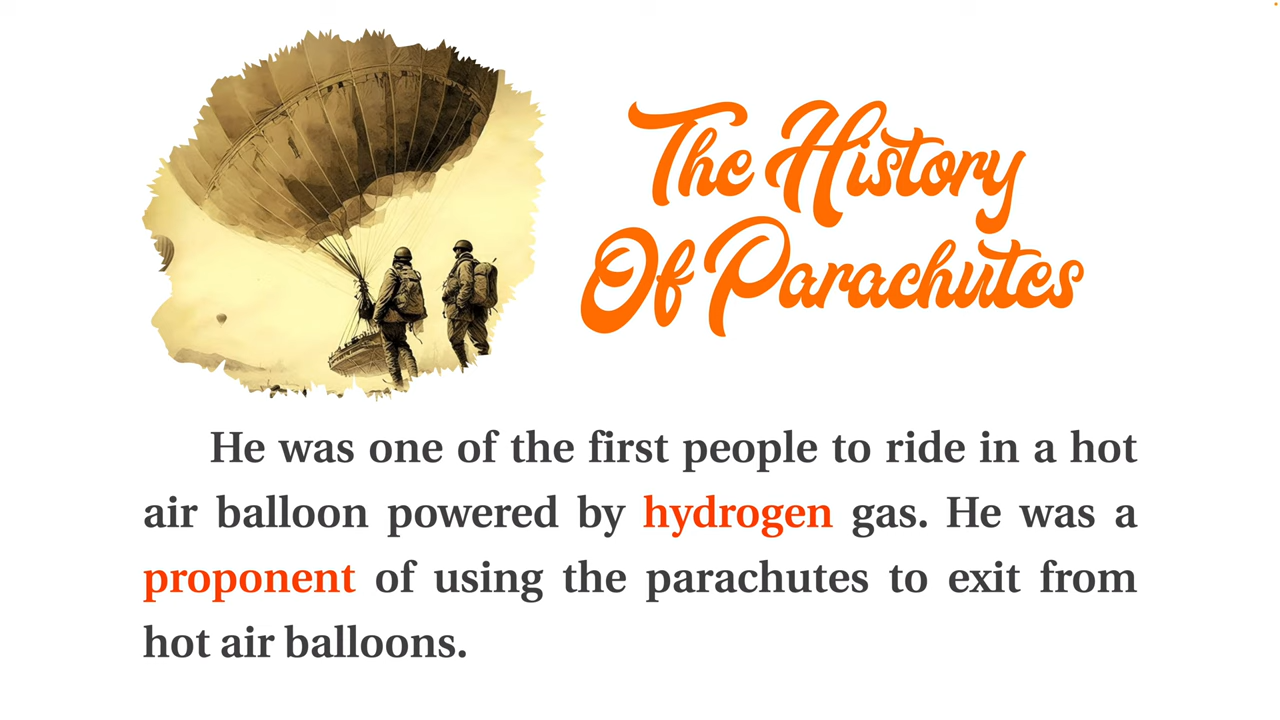 The History
Of Parachutes
He was one of the first people to ride in a hot
air balloon powered by hydrogen gas. He was a
proponent of using the parachutes to exit from
hot air balloons.